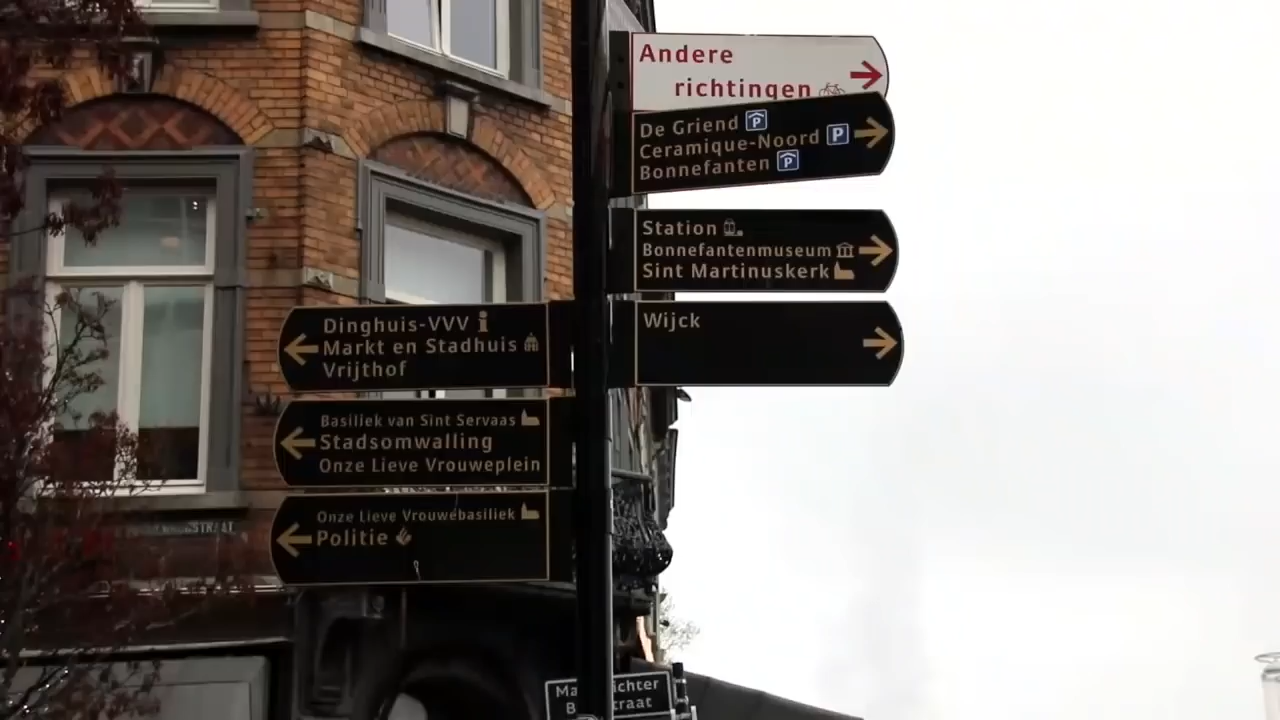 Andere
richtingen
De Griend P
Ceramique-Noord P
Bonnefanten P
Station
Bonnefantenmuseum
Sint Martinuskerk
Wijck
Dinghuis-VVV i
Markt en Stadhuis
Vrijthof
Basiliek van Sint Servaas
Stadsomwalling
Onze Lieve Vrouweplein
Onze Lieve Vrouwebasiliek
Politie